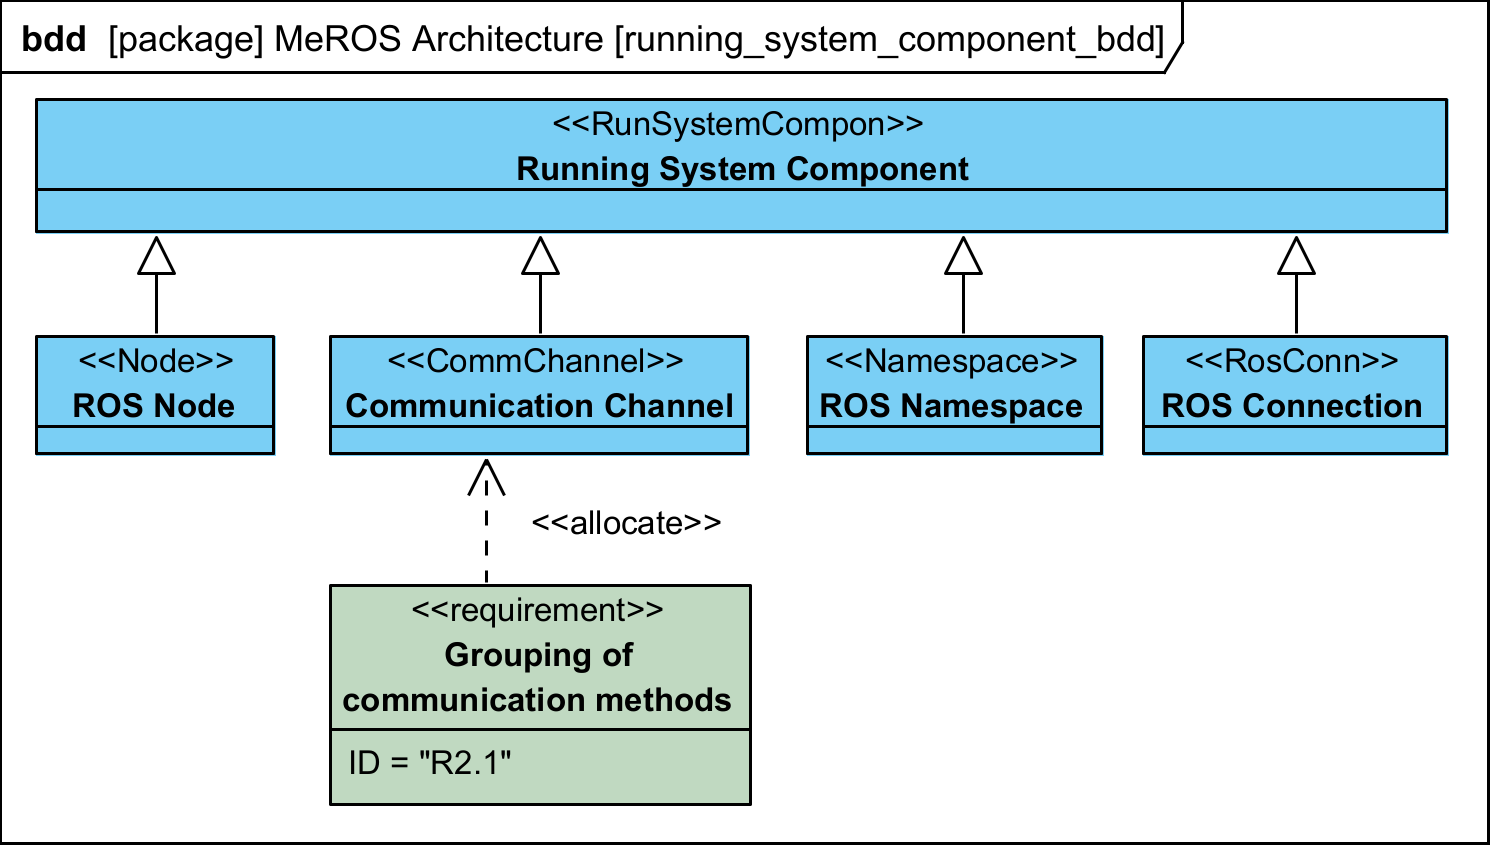 bdd [package] MeROS Architecture [running_system_component_bdd]
<<RunSystemCompon>>
Running System Component
<<Node>>
ROS Node
<<CommChannel>>
Communication Channel
<<Namespace>>
ROS Namespace
<<RosConn>>
ROS Connection
<<allocate>>
<<requirement>>
Grouping of
communication methods
ID = "R2.1"